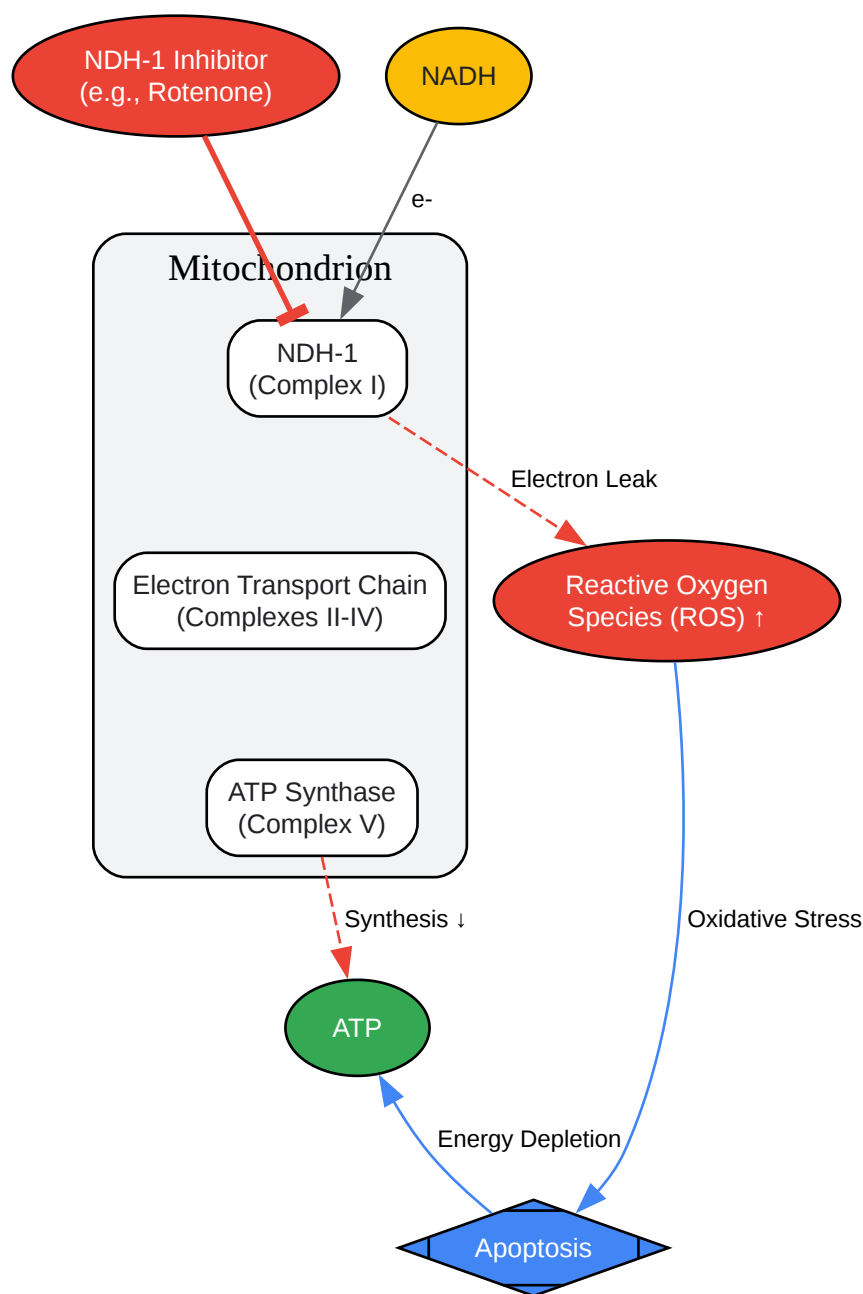 NDH-1 Inhibitor
(e.g., Rotenone)
NADH
e-
Mitochondrion
NDH-1
(Complex I)
Electron Leak
Electron Transport Chain
(Complexes II-IV)
Reactive Oxygen
Species (ROS) ↑
ATP Synthase
(Complex V)
Synthesis ↓
Oxidative Stress
ATP
Energy Depletion
Apoptosis